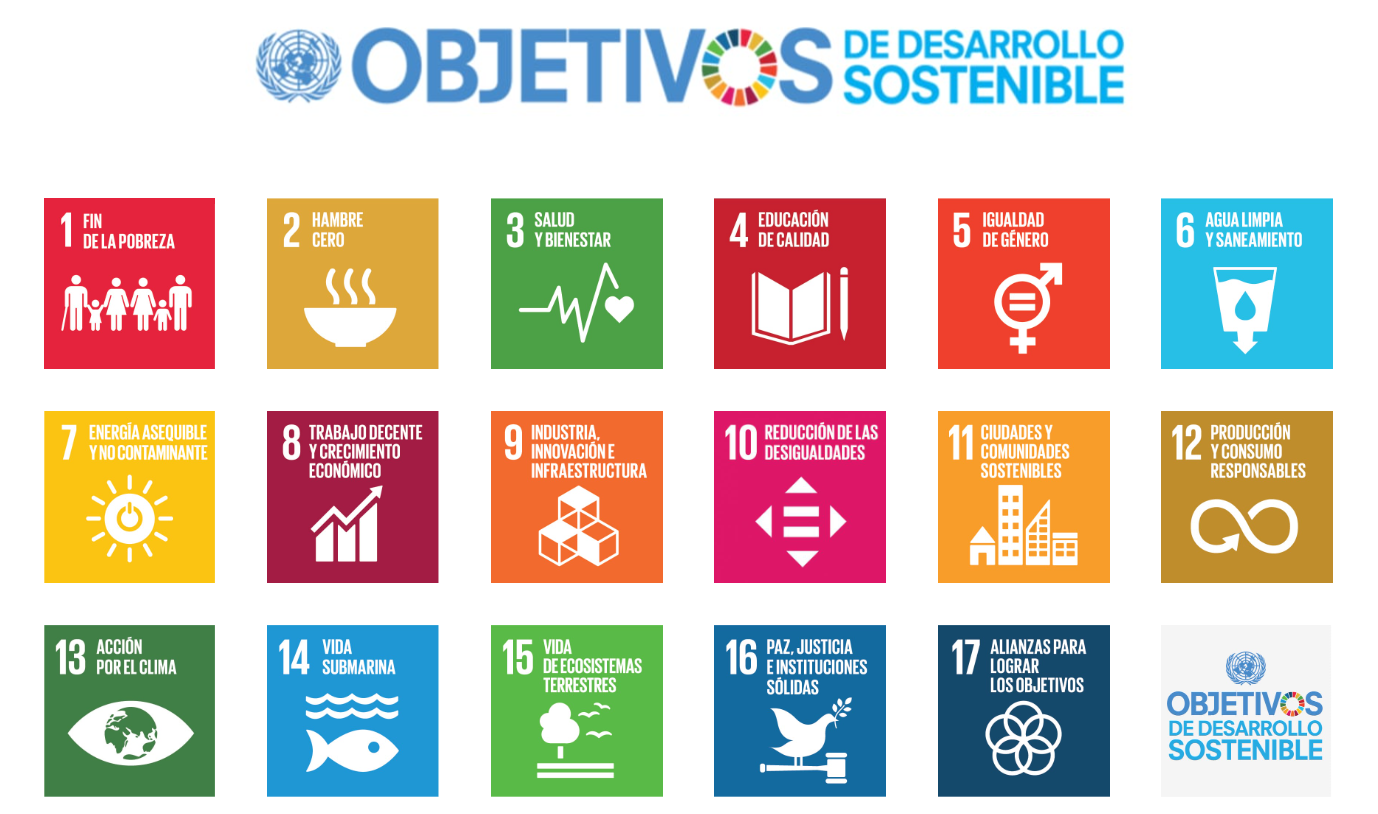 OBJETIVOS DE DESARROLLO
SOSTENIBLE
1 FIN
DE LA POBREZA
2 HAMBRE
CERO
3 SALUD
Y BIENESTAR
4 EDUCACIÓN
DE CALIDAD
5 IGUALDAD
DE GÉNERO
6 AGUA LIMPIA
Y SANEAMIENTO
7 ENERGÍA ASEQUIBLE
Y NO CONTAMINANTE
8 TRABAJO DECENTE
Y CRECIMIENTO
ECONÓMICO
9 INDUSTRIA,
INNOVACIÓN E
INFRAESTRUCTURA
10 REDUCCIÓN DE LAS
DESIGUALDADES
11 CIUDADES Y
COMUNIDADES
SOSTENIBLES
12 PRODUCCIÓN
Y CONSUMO
RESPONSABLES
13 ACCIÓN
POR EL CLIMA
14 VIDA
SUBMARINA
15 VIDA
DE ECOSISTEMAS
TERRESTRES
16 PAZ, JUSTICIA
E INSTITUCIONES
SÓLIDAS
17 ALIANZAS PARA
LOGRAR
LOS OBJETIVOS
OBJETIVOS
DE DESARROLLO
SOSTENIBLE